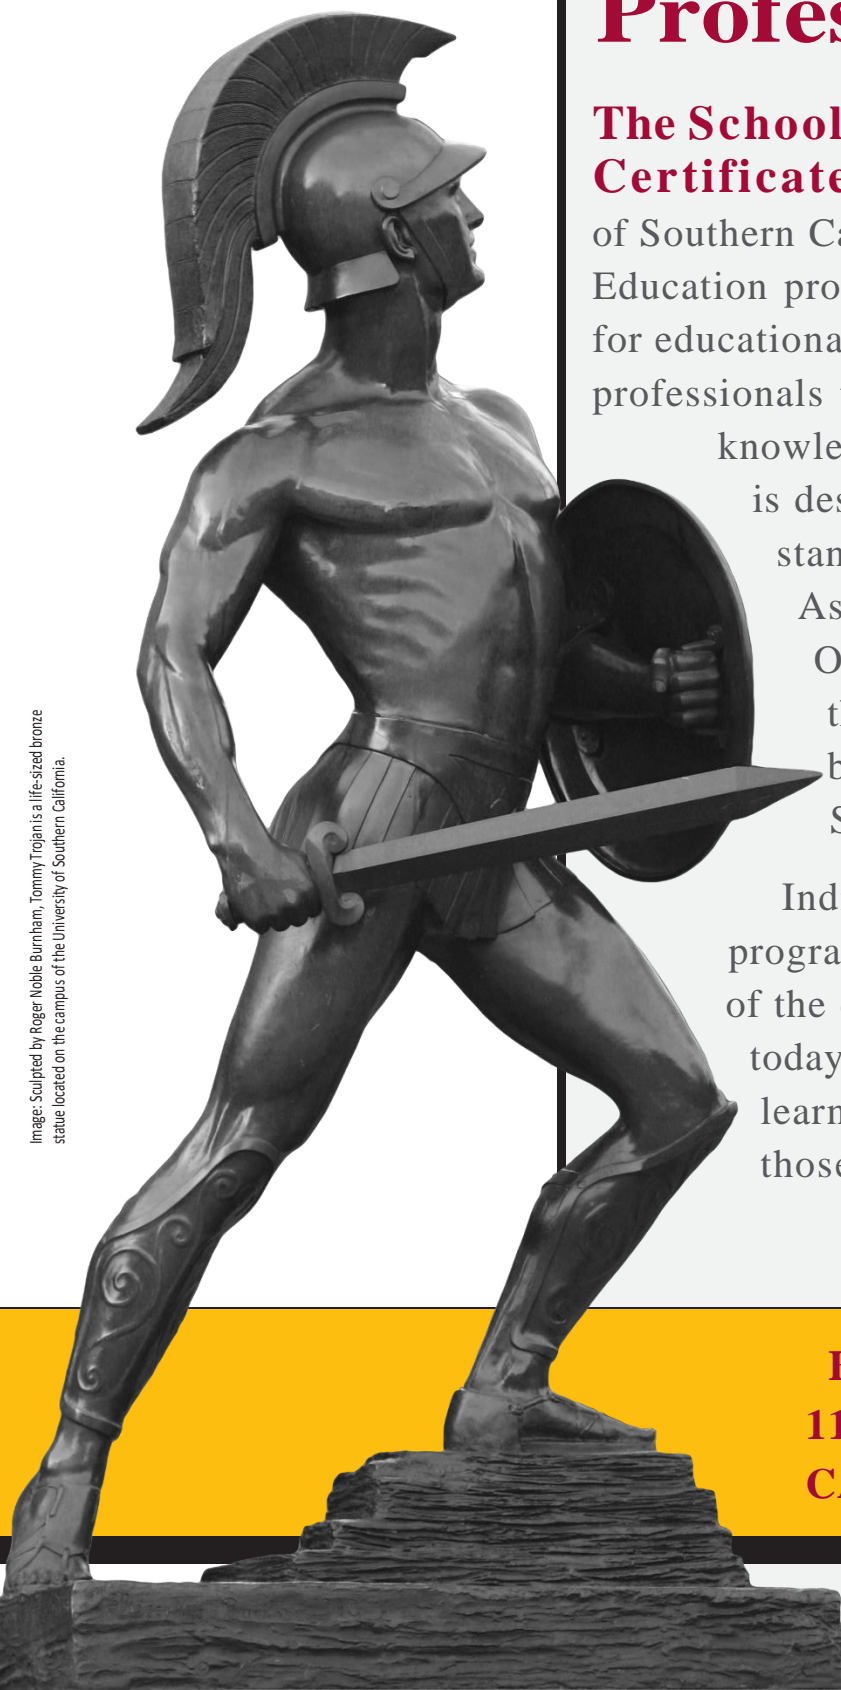 Profes
The School
Certificate
of Southern Ca
Education pro
for educationa
professionals
knowle
is des
stan
As
O
th
b
S
Ind
progra
of the
today
learn
those
11
CA
Image: Sculpted by Roger Noble Burnham, Tommy Trojan is a life-sized bronze
statue located on the campus of the University of Southern California.